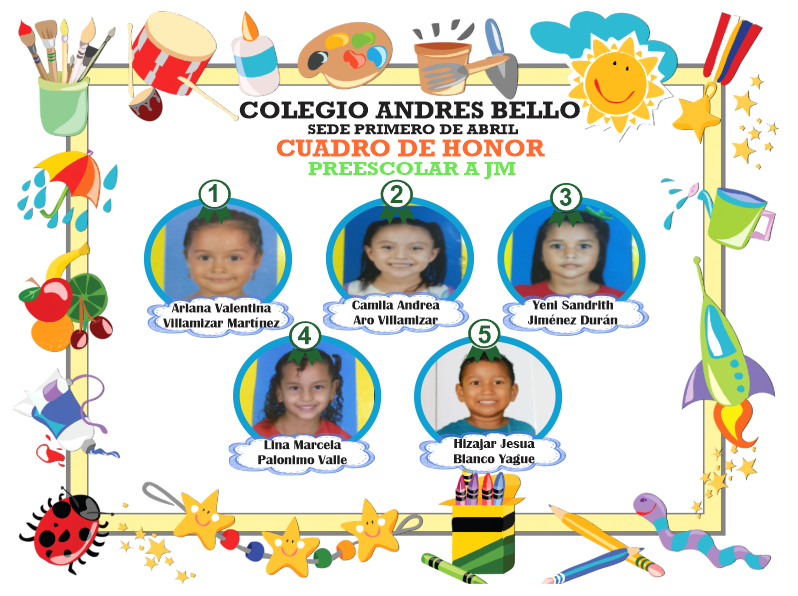 COLEGIO ANDRES BELLO
SEDE PRIMERO DE ABRIL
CUADRO DE HONOR
PREESCOLAR A JM
1
2
3
Ariana Valentina
Villamizar Martínez
Camila Andrea
Aro Villamizar
Yeni Sandrith
Jiménez Durán
4
5
Lina Marcela
Palonimo Valle
Hizajar Jesua
Blanco Yague